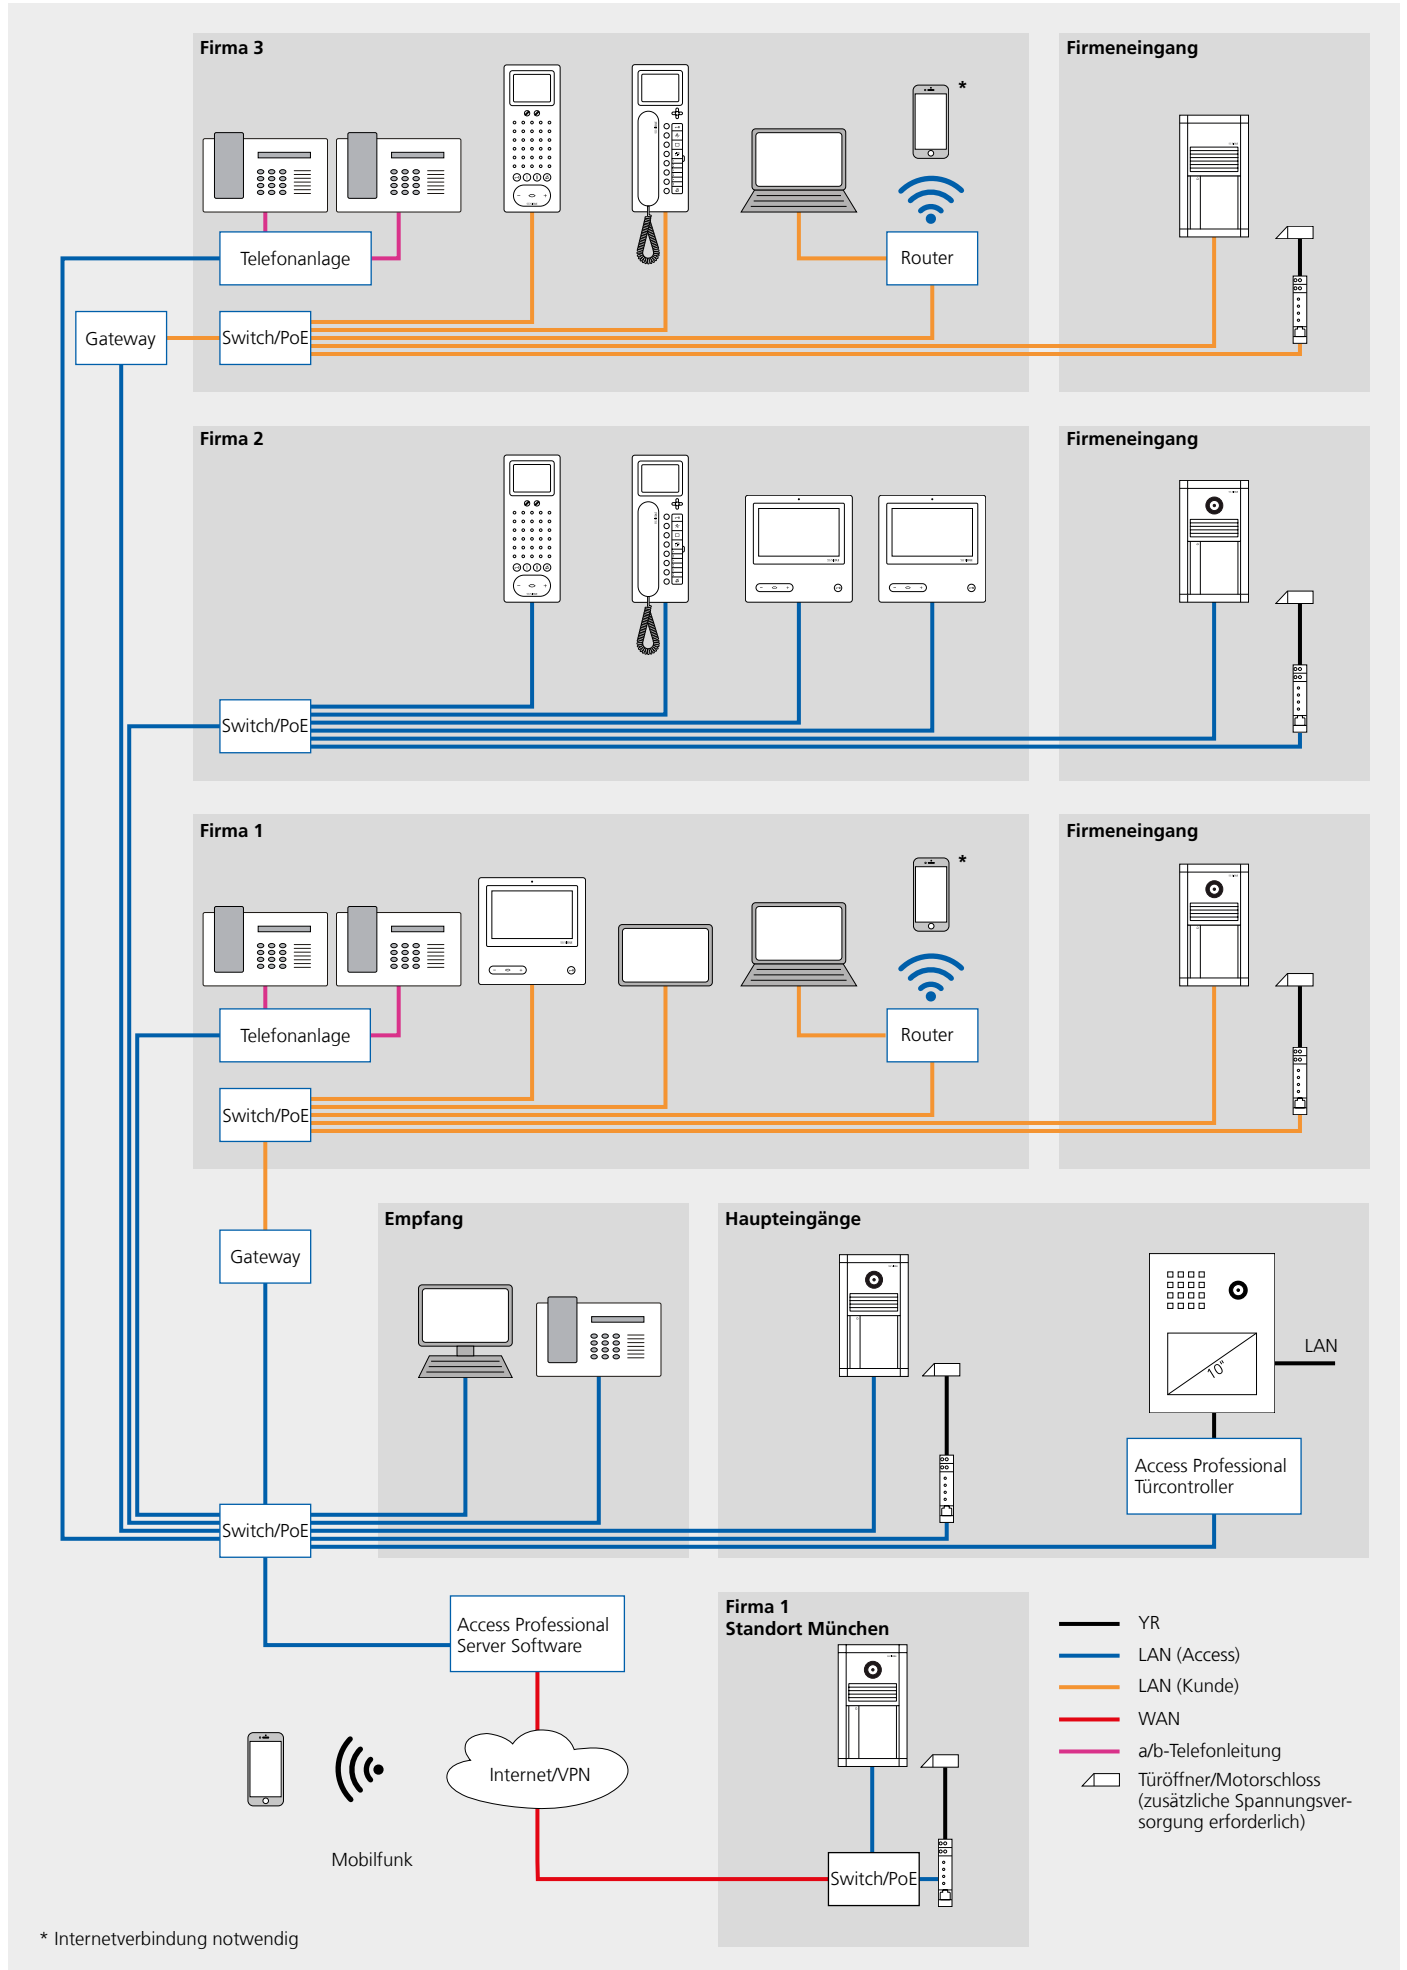 Firma 3
Firmeneingang
*
Telefonanlage
Router
Gateway
Switch/PoE
Firma 2
Firmeneingang
Switch/PoE
Firma 1
Firmeneingang
*
Telefonanlage
Router
Switch/PoE
Empfang
Haupteingänge
Gateway
LAN
10"
Access Professional
Türcontroller
Switch/PoE
Access Professional
Server Software
Firma 1
Standort München
YR
LAN (Access)
LAN (Kunde)
WAN
a/b-Telefonleitung
Türöffner/Motorschloss
(zusätzliche Spannungsver-
sorgung erforderlich)
Internet/VPN
Mobilfunk
Switch/PoE
* Internetverbindung notwendig